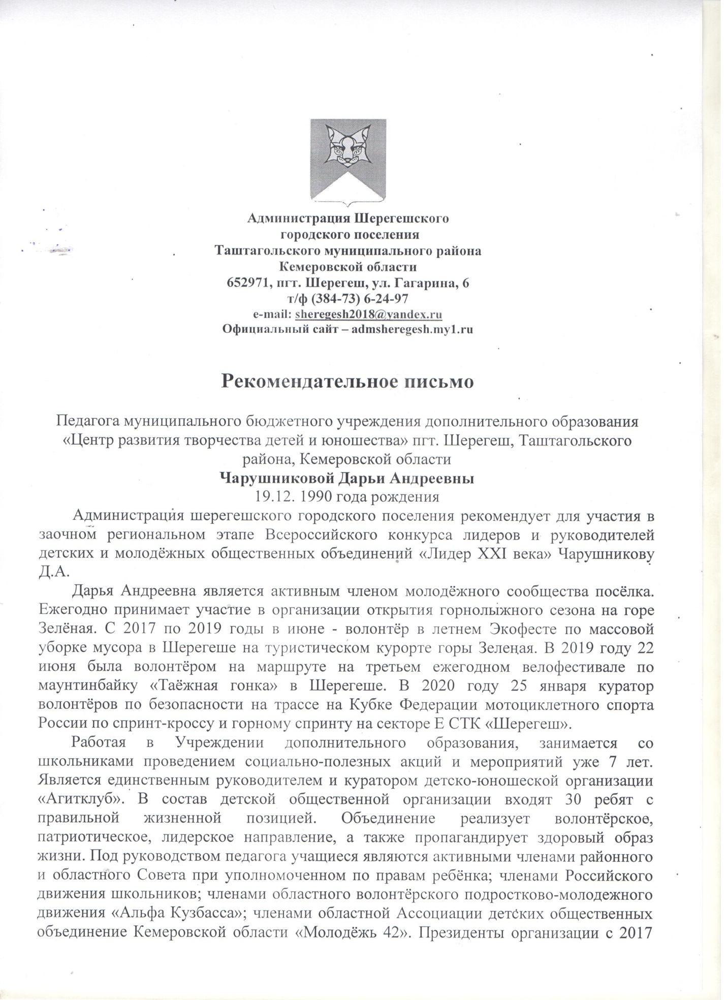 Администрация Шерегешского
городского поселения
Таштагольского муниципального района
Кемеровской области
652971, пгт. Шерегеш, ул. Гагарина, 6
т/ф (384-73) 6-24-97
e-mail: sheregesh2018@yandex.ru
Официальный сайт – admsheregesh.my1.ru
Рекомендательное письмо
Педагога муниципального бюджетного учреждения дополнительного образования
«Центр развития творчества детей и юношества» пгт. Шерегеш, Таштагольского
района, Кемеровской области
Чарушниковой Дарьи Андреевны
19.12. 1990 года рождения
Администрация шерегешского городского поселения рекомендует для участия в
заочном региональном этапе Всероссийского конкурса лидеров и руководителей
детских и молодёжных общественных объединений «Лидер XXI века» Чарушникову
Д.А.
Дарья Андреевна является активным членом молодёжного сообщества посёлка.
Ежегодно принимает участие в организации открытия горнолыжного сезона на горе
Зелёная. С 2017 по 2019 годы в июне - волонтёр в летнем Экофесте по массовой
уборке мусора в Шерегеше на туристическом курорте горы Зеленая. В 2019 году 22
июня была волонтёром на маршруте на третьем ежегодном велофестивале по
маунтинбайку «Таёжная гонка» в Шерегеше. В 2020 году 25 января куратор
волонтёров по безопасности на трассе на Кубке Федерации мотоциклетного спорта
России по спринт-кроссу и горному спринту на секторе Е СТК «Шерегеш».
Работая в Учреждении дополнительного образования, занимается со
школьниками проведением социально-полезных акций и мероприятий уже 7 лет.
Является единственным руководителем и куратором детско-юношеской организации
«Агитклуб». В состав детской общественной организации входят 30 ребят с
правильной жизненной позицией. Объединение реализует волонтёрское,
патриотическое, лидерское направление, а также пропагандирует здоровый образ
жизни. Под руководством педагога учащиеся являются активными членами районного
и областного Совета при уполномоченном по правам ребёнка; членами Российского
движения школьников; членами областного волонтёрского подростково-молодежного
движения «Альфа Кузбасса»; членами областной Ассоциации детских общественных
объединение Кемеровской области «Молодёжь 42». Президенты организации с 2017